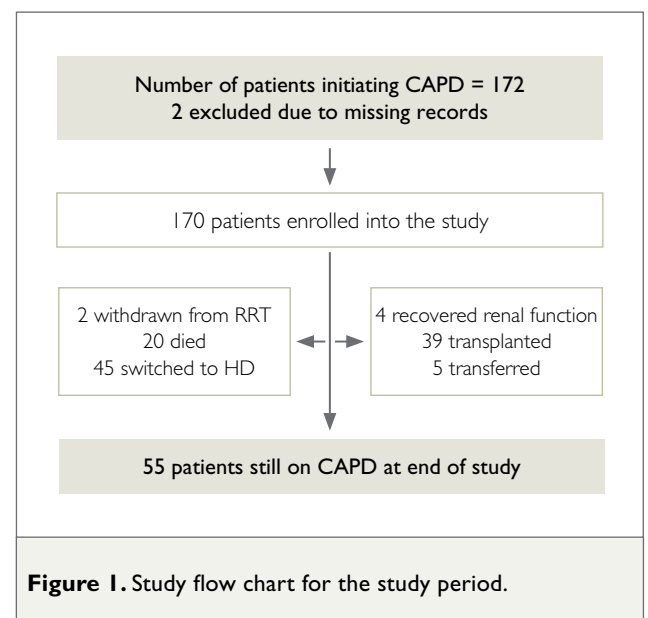 Number of patients initiating CAPD = 172
2 excluded due to missing records
170 patients enrolled into the study
2 withdrawn from RRT
20 died
45 switched to HD
4 recovered renal function
39 transplanted
5 transferred
55 patients still on CAPD at end of study
Figure 1. Study flow chart for the study period.